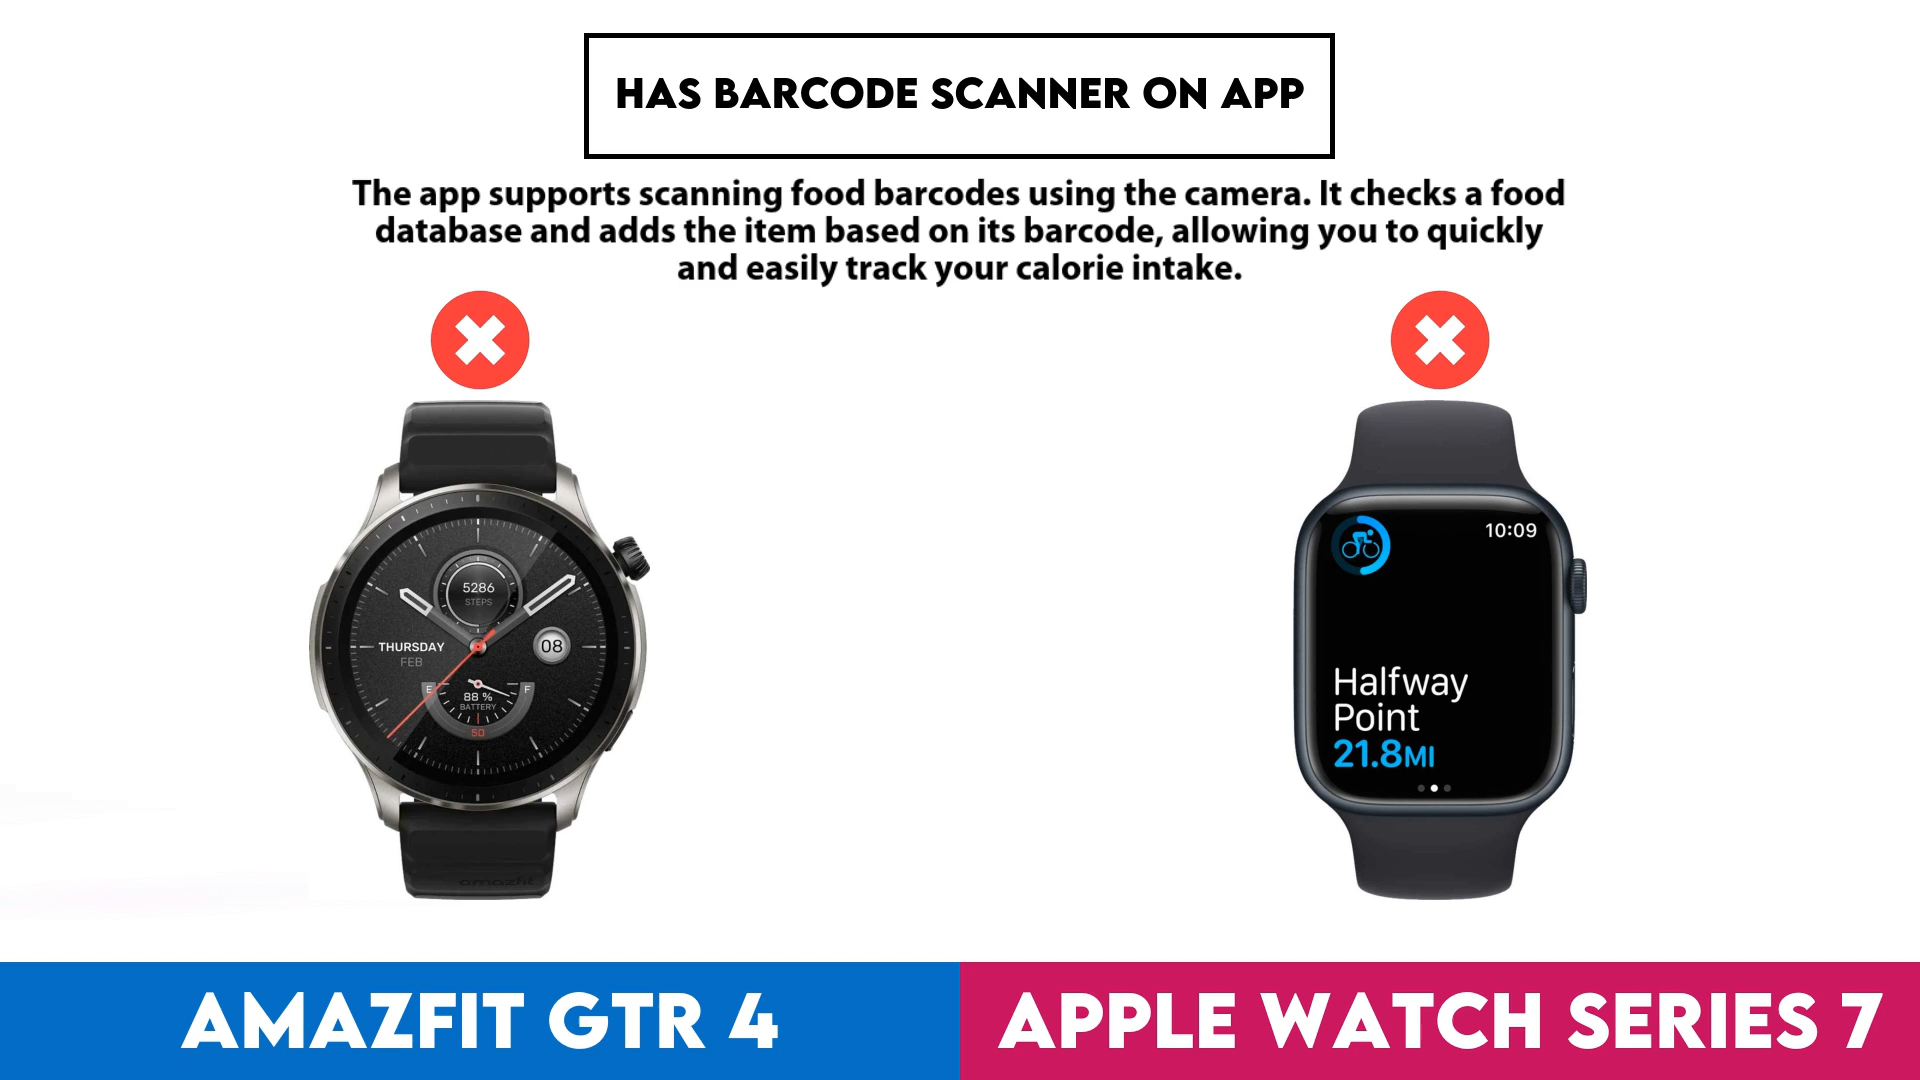 HAS BARCODE SCANNER ON APP
The app supports scanning food barcodes using the camera. It checks a food
database and adds the item based on its barcode, allowing you to quickly
and easily track your calorie intake.
5286
STEPS
THURSDAY
FEB
08
E
F
88 %
BATTERY
5D
amazfit
10:09
Halfway
Point
21.8MI
AMAZFIT GTR 4
APPLE WATCH SERIES 7